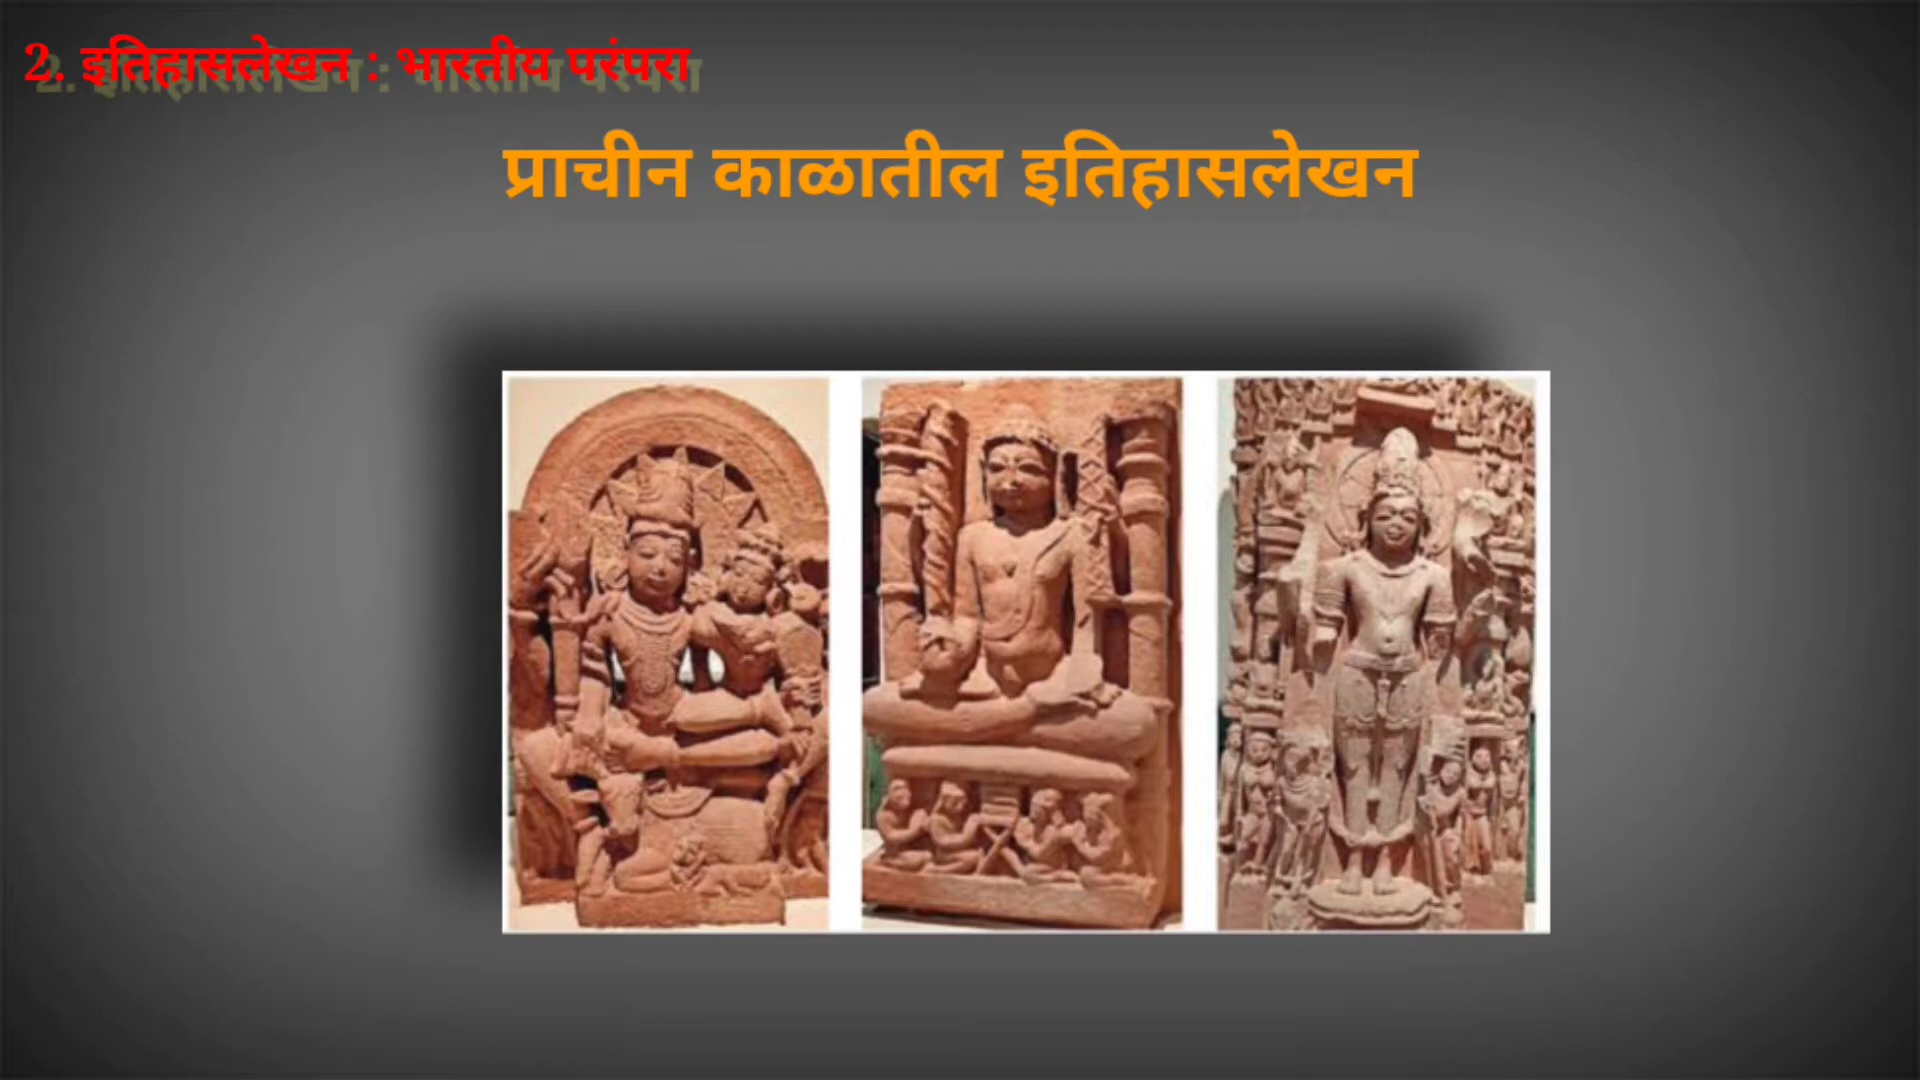 2. इतिहासलेखन : भारतीय परंपरा
प्राचीन काळातील इतिहासलेखन